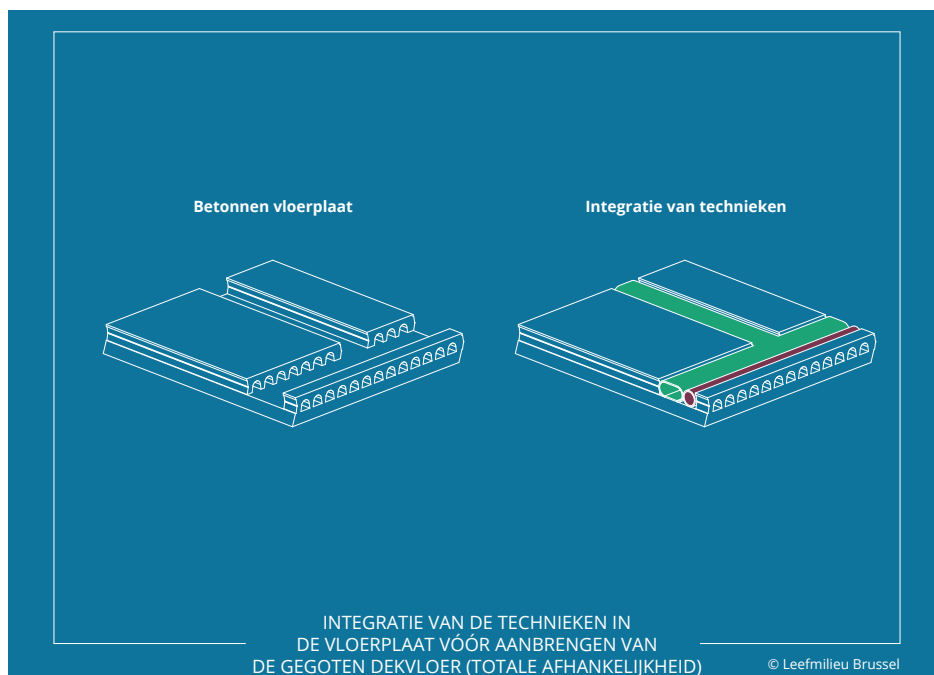 Betonnen vloerplaat
Integratie van technieken
INTEGRATIE VAN DE TECHNIEKEN IN
DE VLOERPLAAT VÓÓR AANBRENGEN VAN
DE GEGOTEN DEKVLOER (TOTALE AFHANKELIJKHEID)
© Leefmilieu Brussel